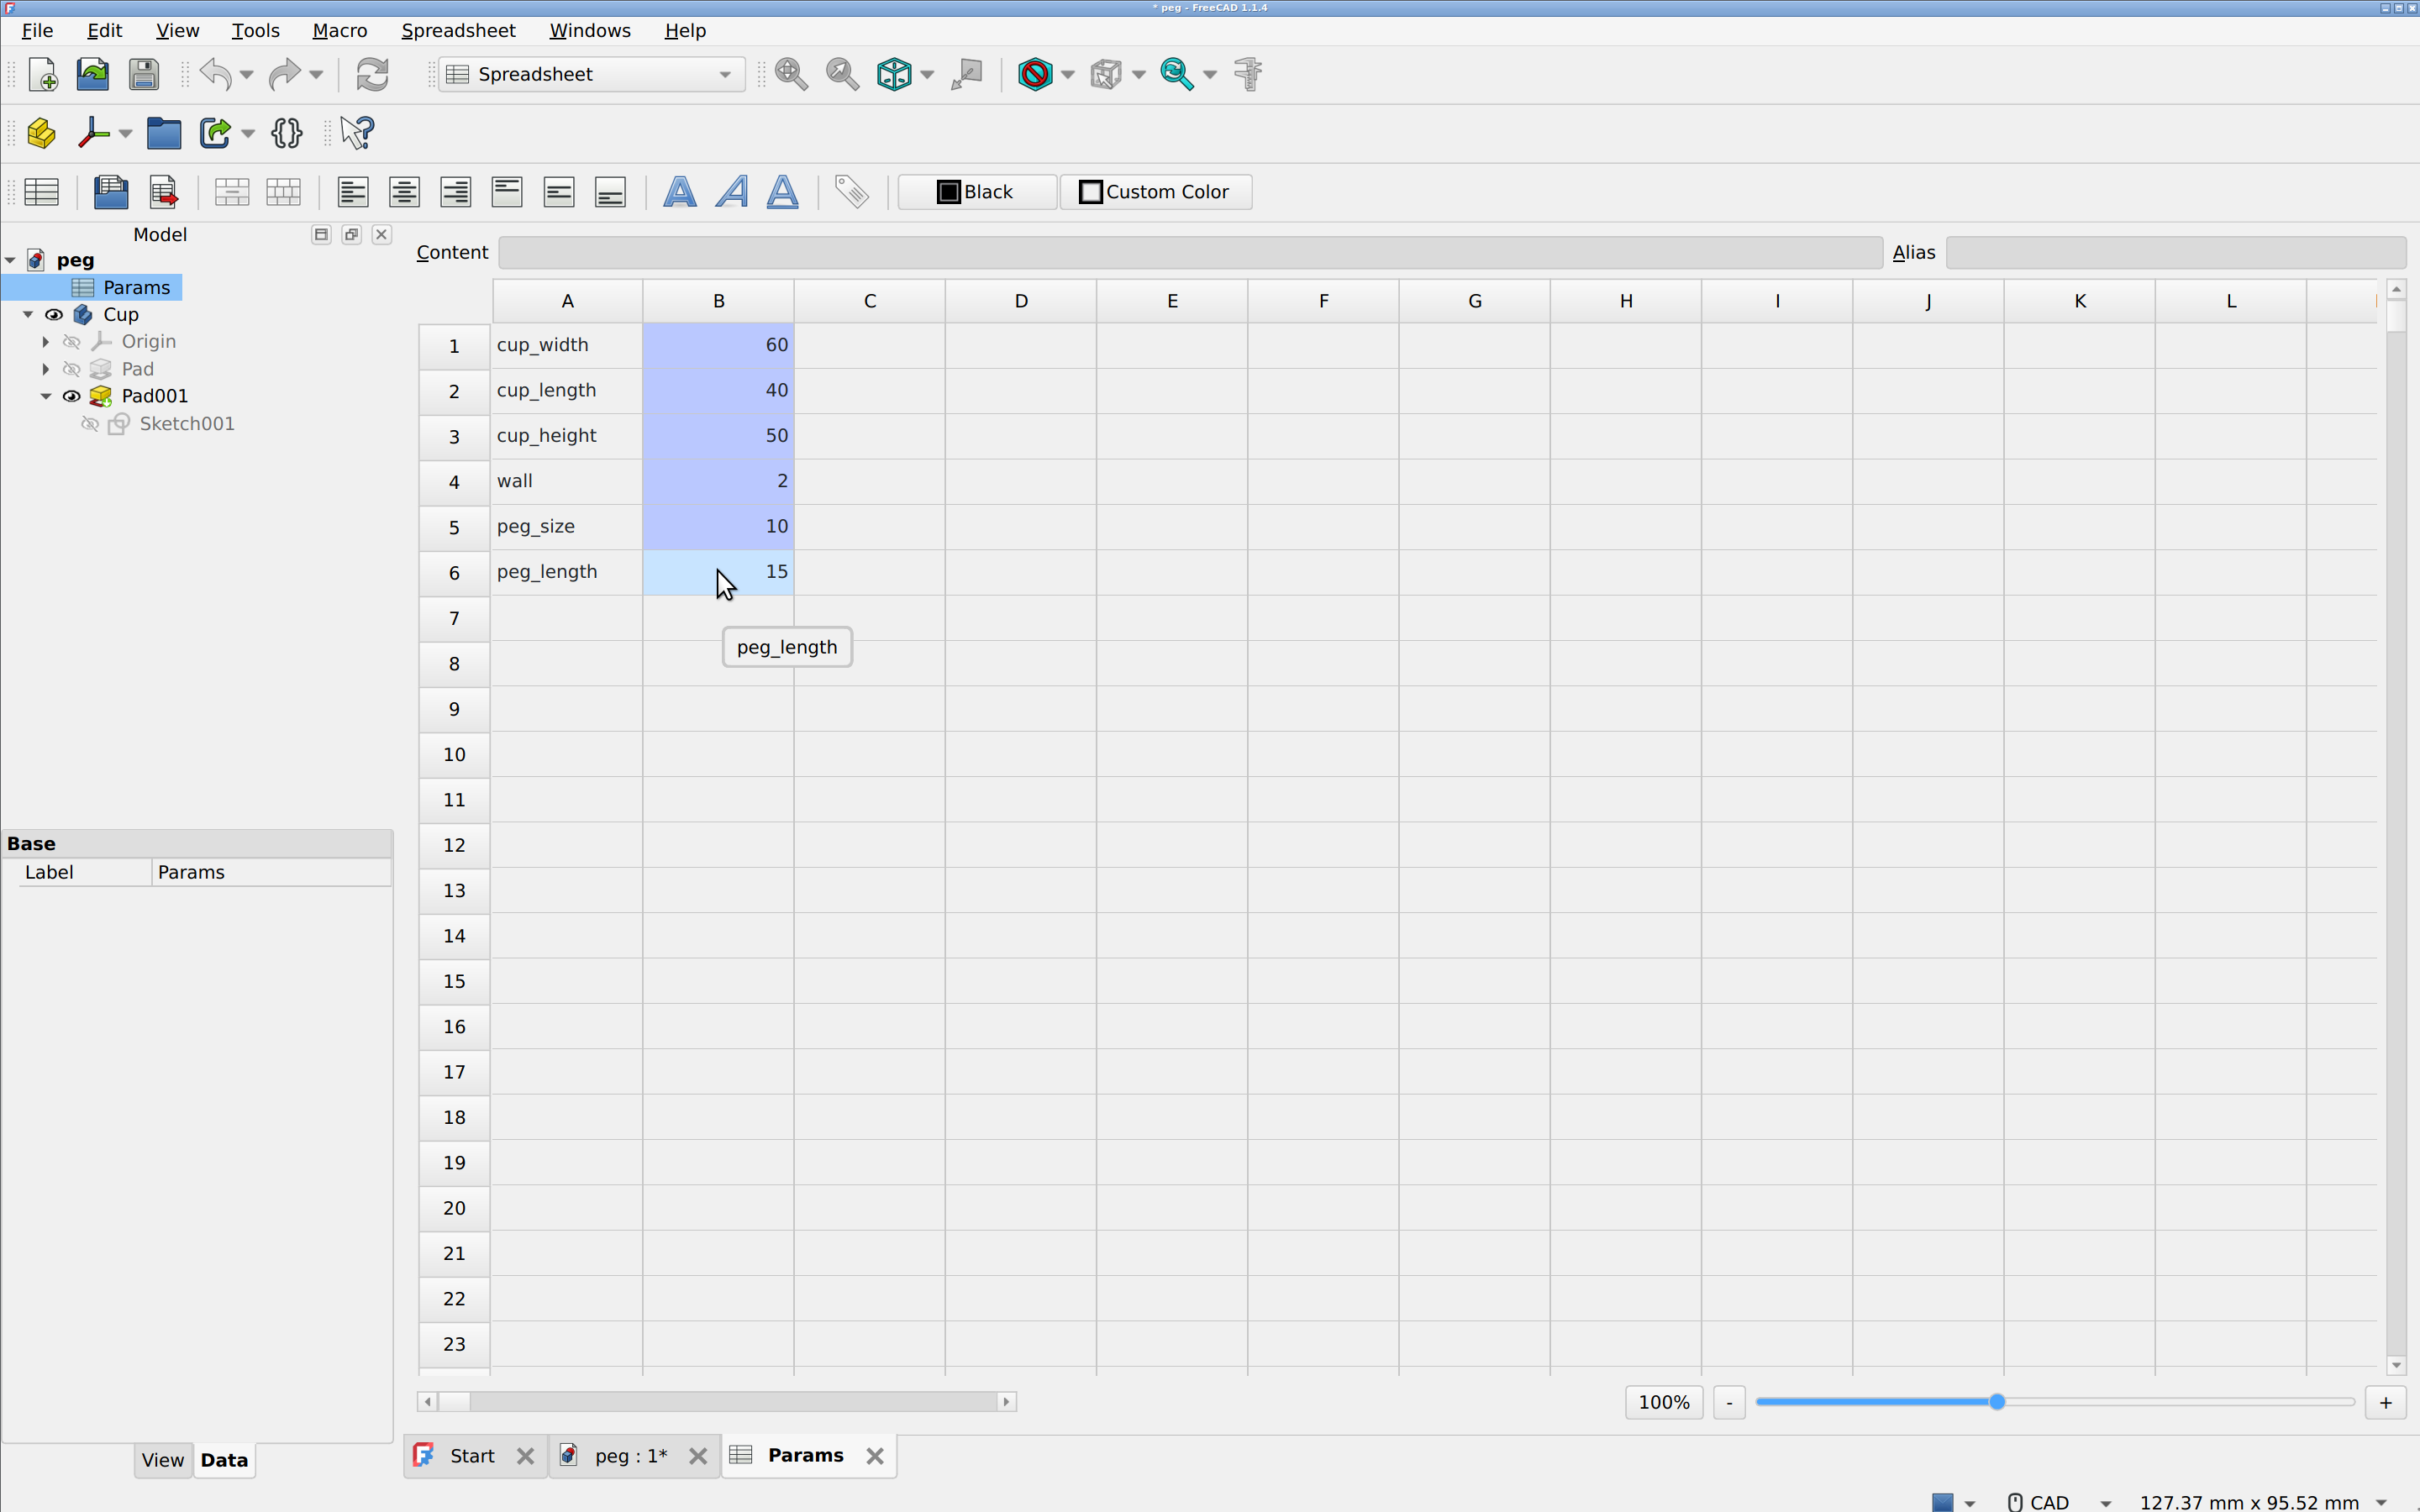 * peg - FreeCAD 1.1.4
File Edit View Tools Macro Spreadsheet Windows Help
Spreadsheet
Black Custom Color
Model
peg
Params
Cup
Origin
Pad
Pad001
Sketch001
Base
Label Params
View Data
Content Alias
A B C D E F G H I J K L
1 cup_width 60
2 cup_length 40
3 cup_height 50
4 wall 2
5 peg_size 10
6 peg_length 15
7
peg_length
8
9
10
11
12
13
14
15
16
17
18
19
20
21
22
23
100% - +
Start peg : 1* Params
CAD 127.37 mm x 95.52 mm